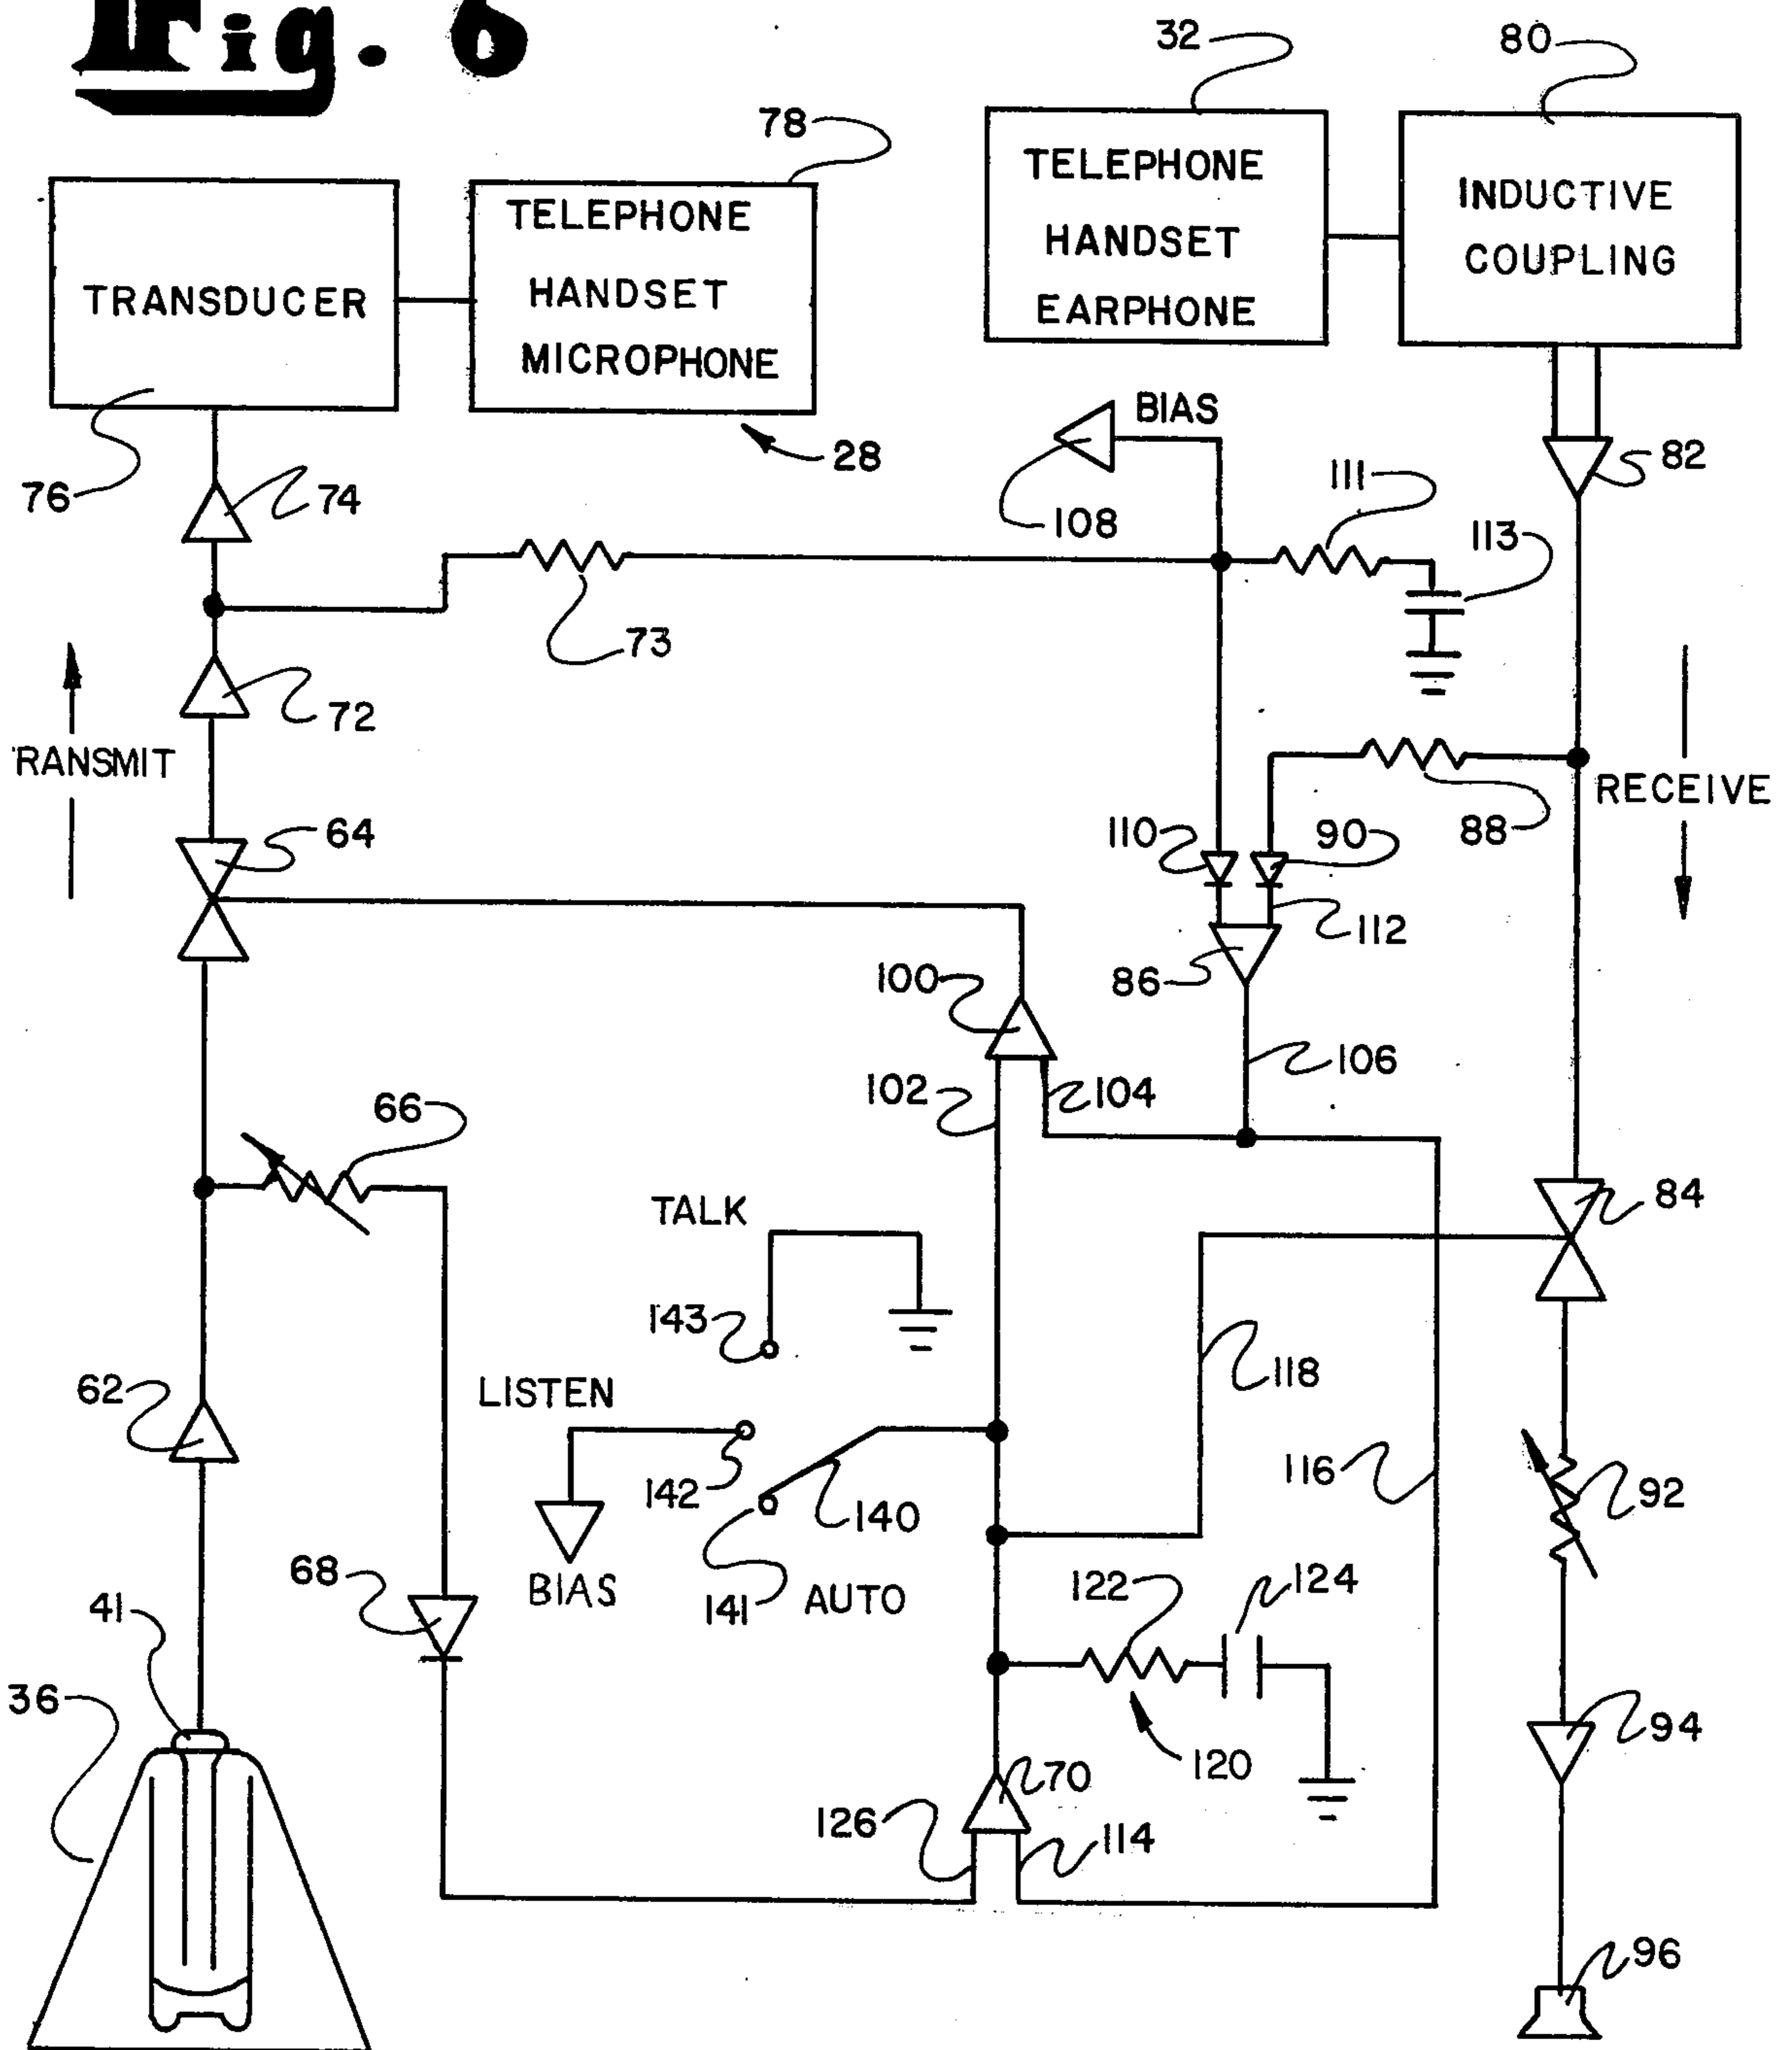 Fig. 6
32
80
78
TELEPHONE
HANDSET
EARPHONE
INDUCTIVE
COUPLING
TRANSDUCER
TELEPHONE
HANDSET
MICROPHONE
BIAS
28
82
76
74
108
111
113
73
72
RANSMIT
RECEIVE
64
110
90
88
112
100
86
106
102
104
66
TALK
84
143
118
62
LISTEN
142
140
116
92
68
BIAS
141
AUTO
122
124
41
36
94
120
70
126
114
96